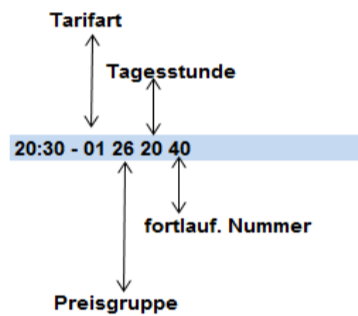 Tarifart
Tagesstunde
20:30 - 01 26 20 40
fortlauf. Nummer
Preisgruppe